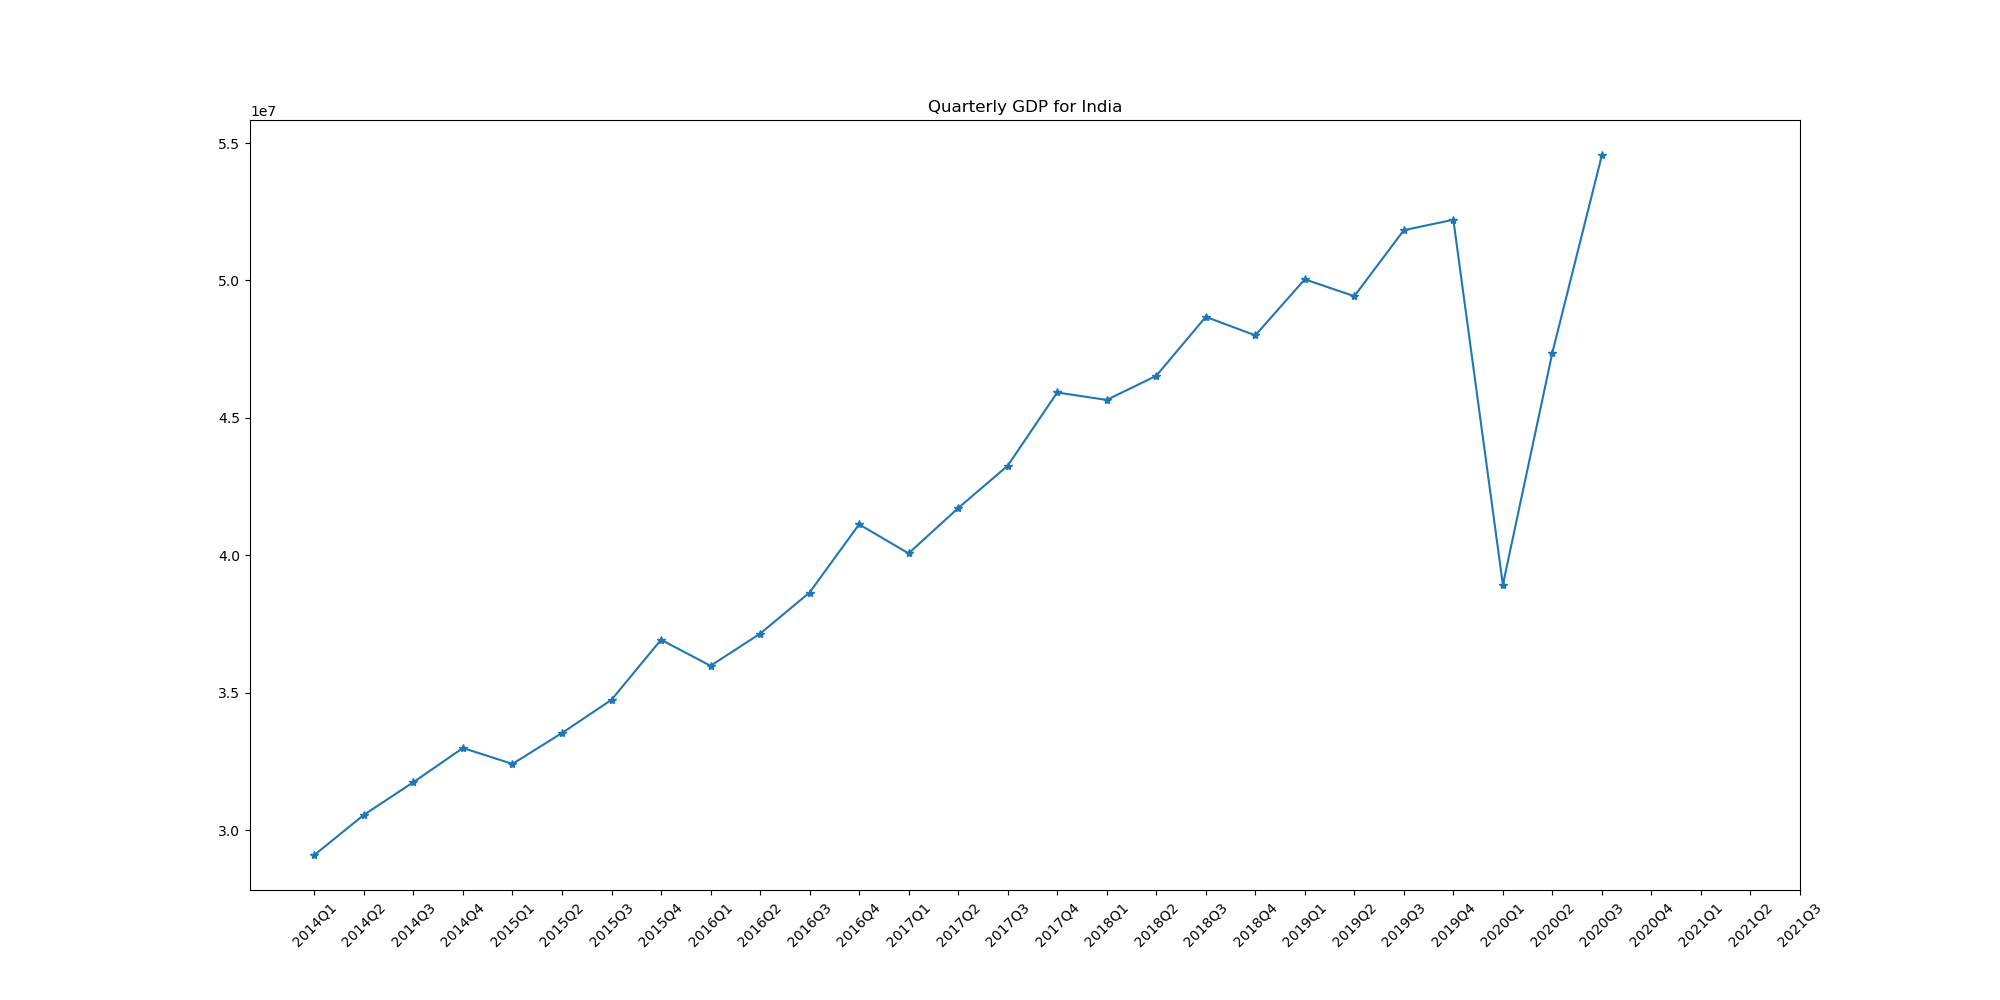 Quarterly GDP for India
1e7
5.5
5.0
4.5
4.0
3.5
3.0
2014Q1
2014Q2
2014Q3
2014Q4
2015Q1
2015Q2
2015Q3
2015Q4
2016Q1
2016Q2
2016Q3
2016Q4
2017Q1
2017Q2
2017Q3
2017Q4
2018Q1
2018Q2
2018Q3
2018Q4
2019Q1
2019Q2
2019Q3
2019Q4
2020Q1
2020Q2
2020Q3
2020Q4
2021Q1
2021Q2
2021Q3